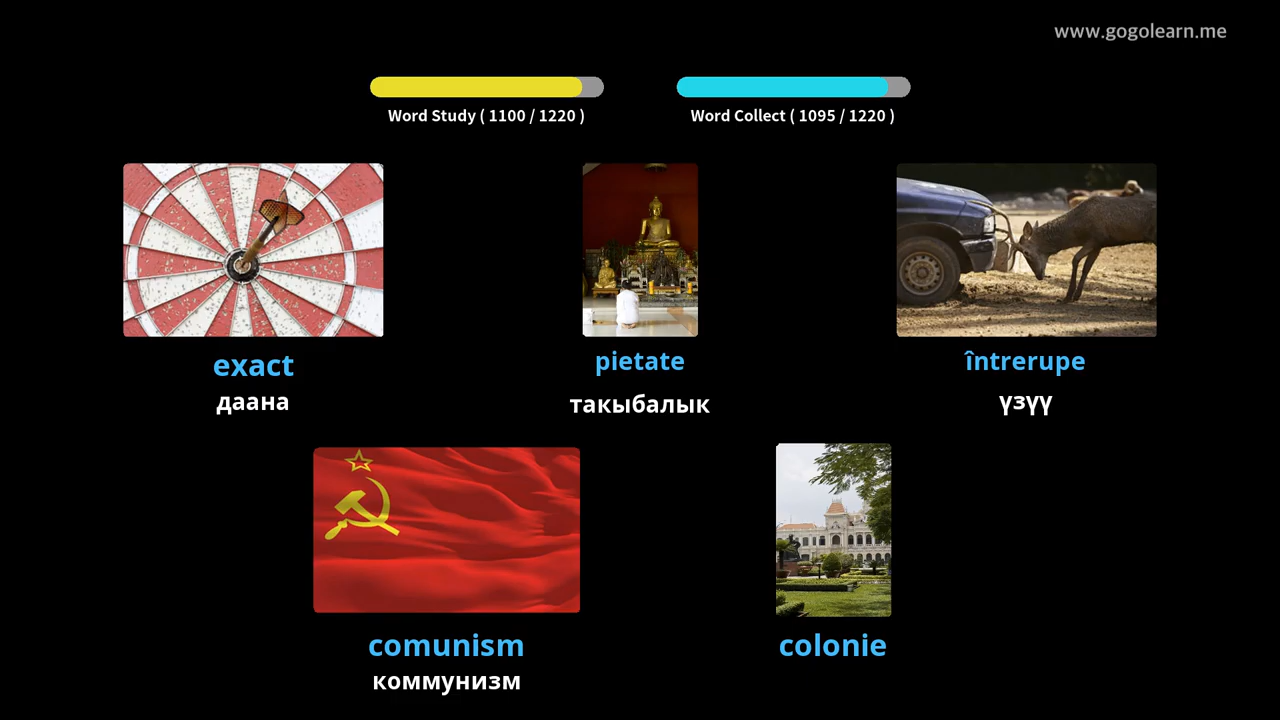 www.gogolearn.me
Word Study ( 1100 / 1220 )
Word Collect ( 1095 / 1220 )
exact
даана
pietate
такыбалык
întrerupe
үзүү
comunism
коммунизм
colonie